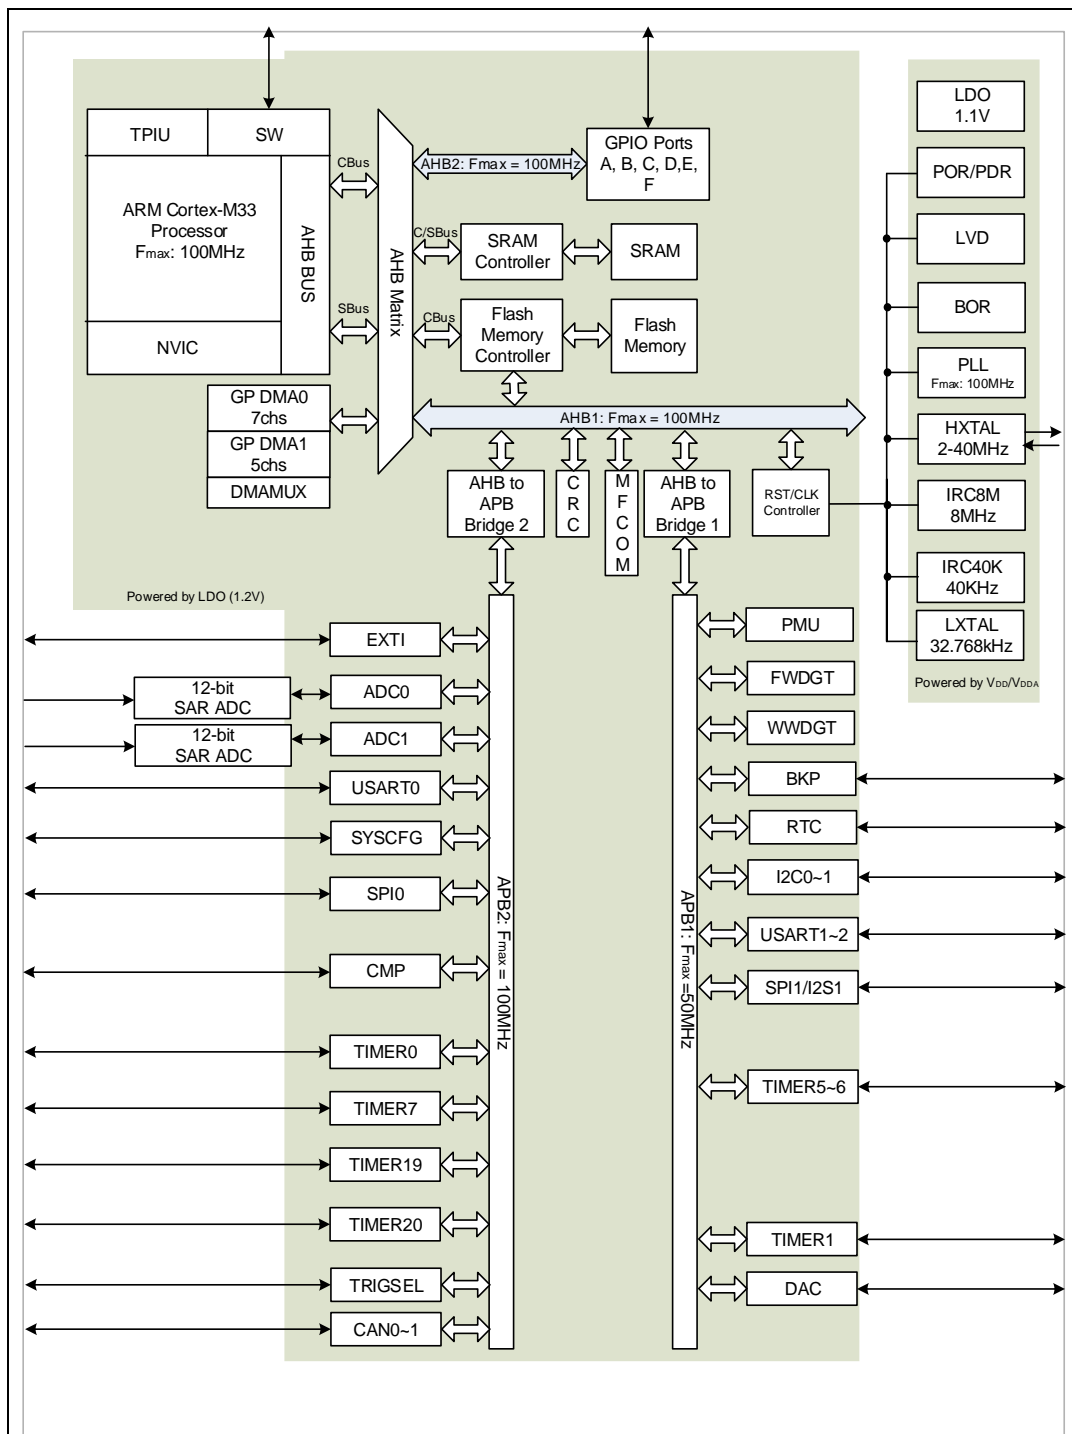 TPIU
SW
ARM Cortex-M33
Processor
Fmax: 100MHz
AHB BUS
NVIC
GP DMA0
7chs
GP DMA1
5chs
DMAMUX
CBus
SBus
AHB Matrix
AHB2: Fmax = 100MHz
GPIO Ports
A, B, C, D,E,
F
C/SBus
SRAM
Controller
SRAM
CBus
Flash
Memory
Controller
Flash
Memory
AHB1: Fmax = 100MHz
AHB to
APB
Bridge 2
C
R
C
M
F
C
O
M
AHB to
APB
Bridge 1
RST/CLK
Controller
Powered by LDO (1.2V)
LDO
1.1V
POR/PDR
LVD
BOR
PLL
Fmax: 100MHz
HXTAL
2-40MHz
IRC8M
8MHz
IRC40K
40KHz
LXTAL
32.768kHz
Powered by VDD/VDDA
EXTI
12-bit
SAR ADC
ADC0
12-bit
SAR ADC
ADC1
USART0
SYSCFG
SPI0
CMP
TIMER0
TIMER7
TIMER19
TIMER20
TRIGSEL
CAN0~1
APB2: Fmax = 100MHz
APB1: Fmax =50MHz
PMU
FWDGT
WWDGT
BKP
RTC
I2C0~1
USART1~2
SPI1/I2S1
TIMER5~6
TIMER1
DAC